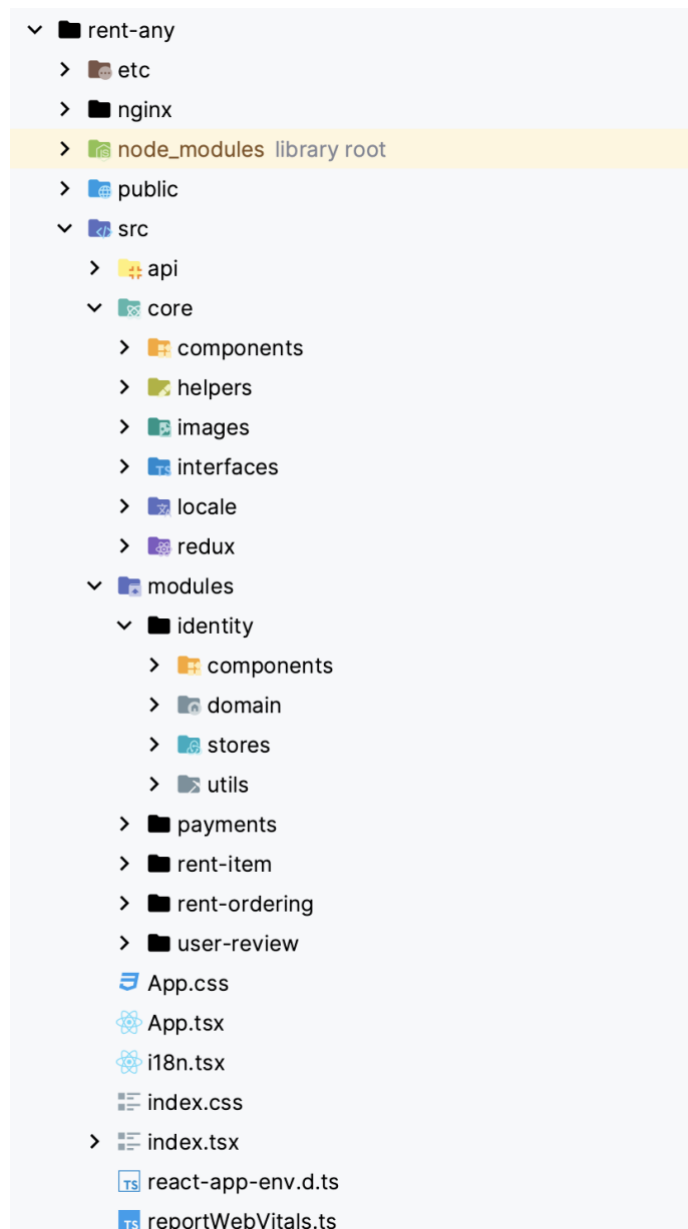 rent-any
etc
nginx
node_modules library root
public
src
api
core
components
helpers
images
interfaces
locale
redux
modules
identity
components
domain
stores
utils
payments
rent-item
rent-ordering
user-review
App.css
App.tsx
i18n.tsx
index.css
index.tsx
TS react-app-env.d.ts
TS reportWebVitals.ts